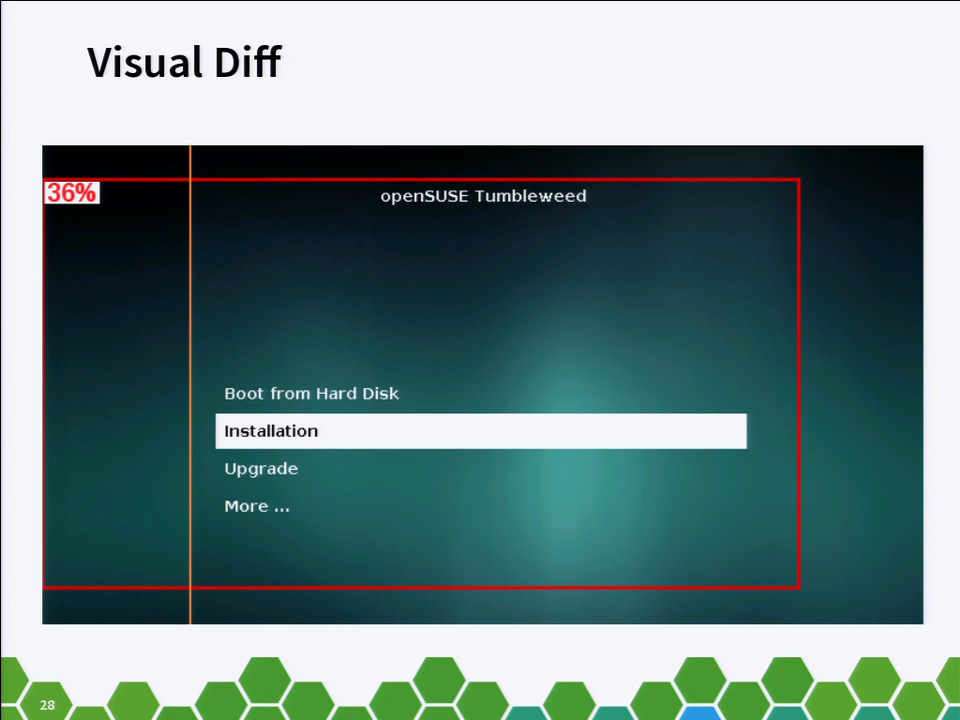 Visual Diff
36%
openSUSE Tumbleweed
Boot from Hard Disk
Installation
Upgrade
More ...
28